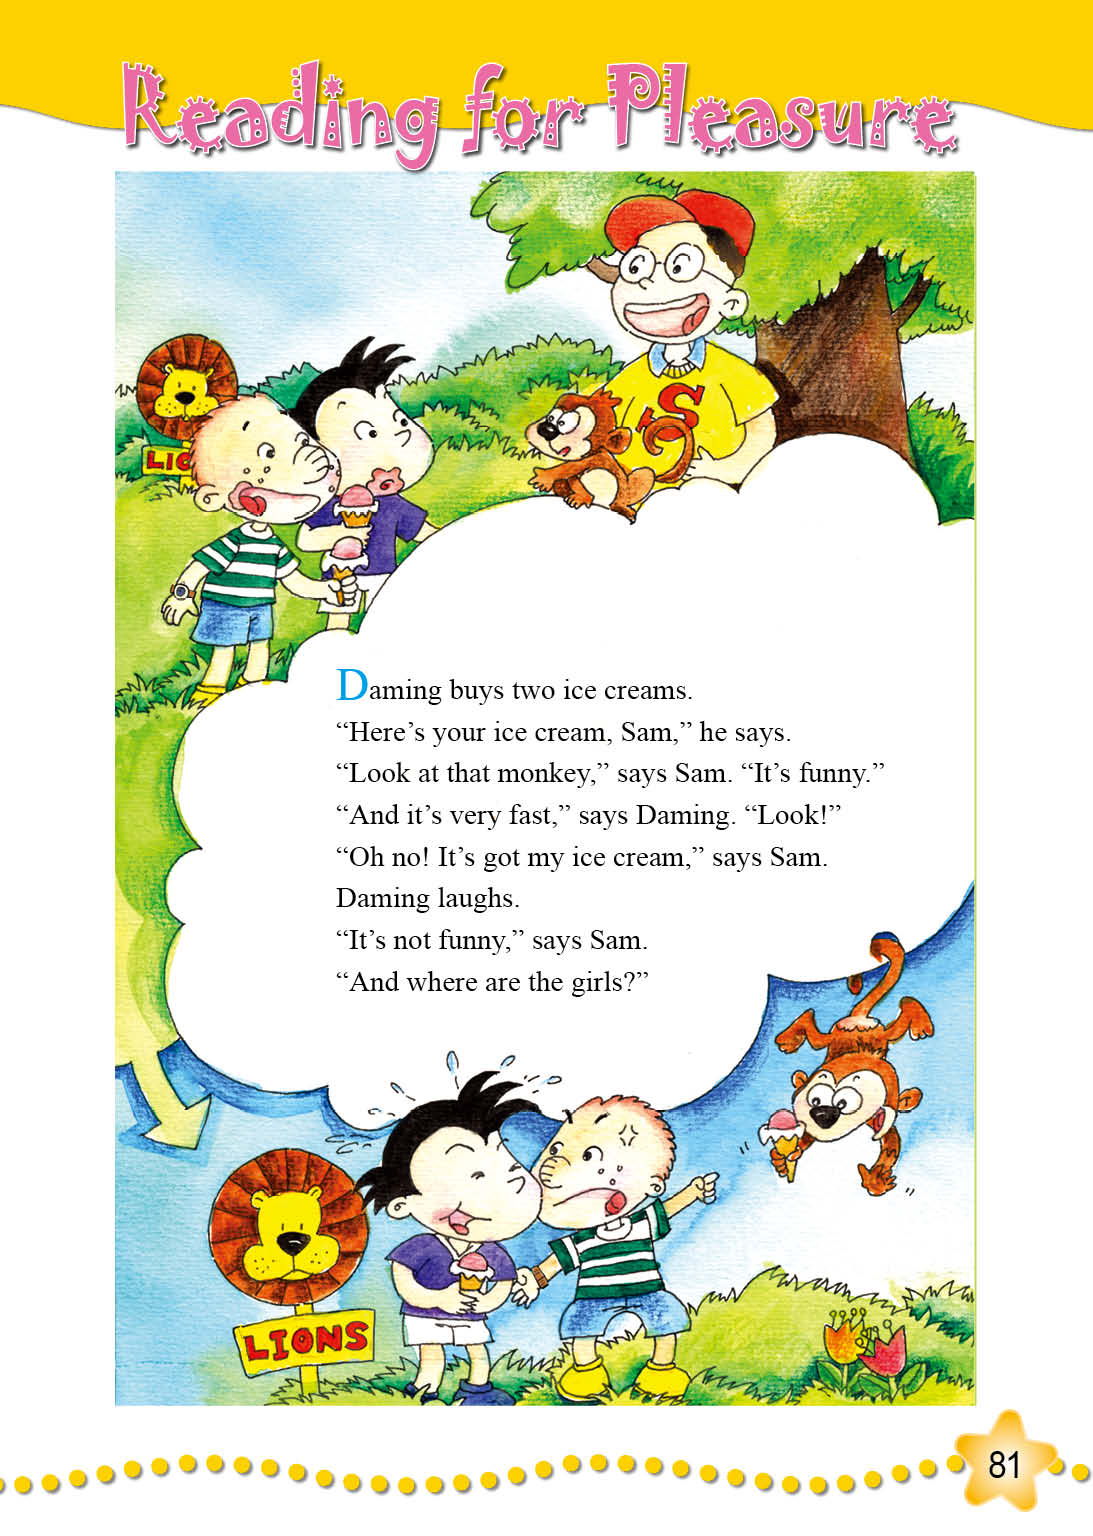 Reading for Pleasure
S
LIO
Daming buys two ice creams.
“Here’s your ice cream, Sam,” he says.
“Look at that monkey,” says Sam. “It’s funny.”
“And it’s very fast,” says Daming. “Look!”
“Oh no! It’s got my ice cream,” says Sam.
Daming laughs.
“It’s not funny,” says Sam.
“And where are the girls?”
LIONS
81